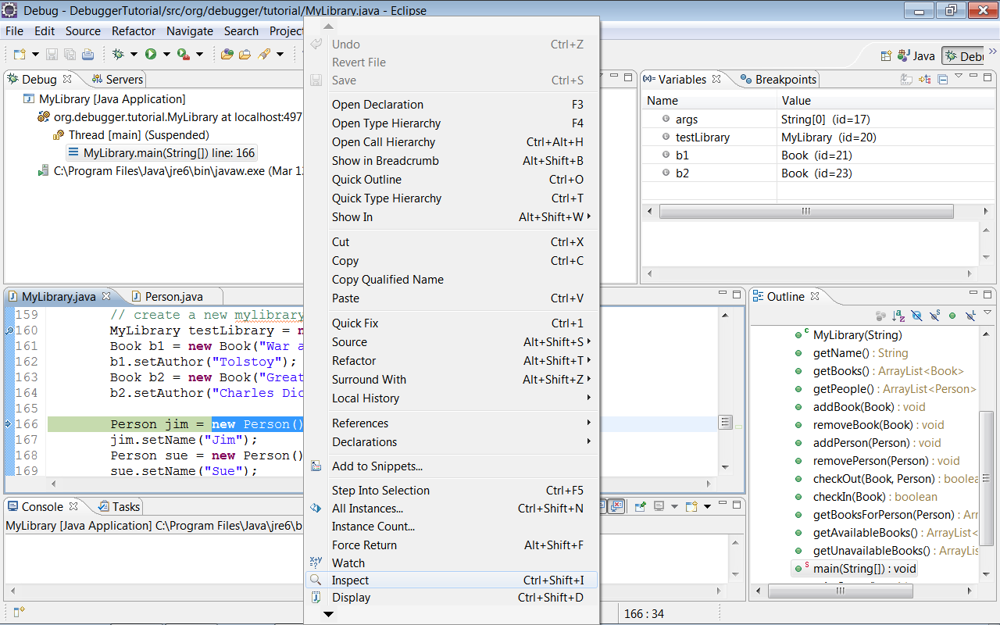 Debug - DebuggerTutorial/src/org/debugger/tutorial/MyLibrary.java - Eclipse
File Edit Source Refactor Navigate Search Project
Java Debu
Debug Servers
MyLibrary [Java Application]
org.debugger.tutorial.MyLibrary at localhost:497
Thread [main] (Suspended)
MyLibrary.main(String[]) line: 166
C:\Program Files\Java\jre6\bin\javaw.exe (Mar 12
Undo Ctrl+Z
Revert File
Save Ctrl+S
Open Declaration F3
Open Type Hierarchy F4
Open Call Hierarchy Ctrl+Alt+H
Show in Breadcrumb Alt+Shift+B
Quick Outline Ctrl+O
Quick Type Hierarchy Ctrl+T
Show In Alt+Shift+W
Cut Ctrl+X
Copy Ctrl+C
Copy Qualified Name
Paste Ctrl+V
Quick Fix Ctrl+1
Source Alt+Shift+S
Refactor Alt+Shift+T
Surround With Alt+Shift+Z
Local History
References
Declarations
Add to Snippets...
Step Into Selection Ctrl+F5
All Instances... Ctrl+Shift+N
Instance Count...
Force Return Alt+Shift+F
Watch
Inspect Ctrl+Shift+I
Display Ctrl+Shift+D
(x)= Variables Breakpoints
Name Value
args String[0] (id=17)
testLibrary MyLibrary (id=20)
b1 Book (id=21)
b2 Book (id=23)
MyLibrary.java Person.java
159 // create a new mylibrary
160 MyLibrary testLibrary = n
161 Book b1 = new Book("War a
162 b1.setAuthor("Tolstoy");
163 Book b2 = new Book("Great
164 b2.setAuthor("Charles Dic
165
166 Person jim = new Person()
167 jim.setName("Jim");
168 Person sue = new Person()
169 sue.setName("Sue");
Outline
MyLibrary(String)
getName() : String
getBooks() : ArrayList<Book>
getPeople() : ArrayList<Person>
addBook(Book) : void
removeBook(Book) : void
addPerson(Person) : void
removePerson(Person) : void
checkOut(Book, Person) : boolea
checkIn(Book) : boolean
getBooksForPerson(Person) : Arr
getAvailableBooks() : ArrayList<
getUnavailableBooks() : ArrayLis
main(String[]) : void
Console Tasks
MyLibrary [Java Application] C:\Program Files\Java\jre6\b
166 : 34